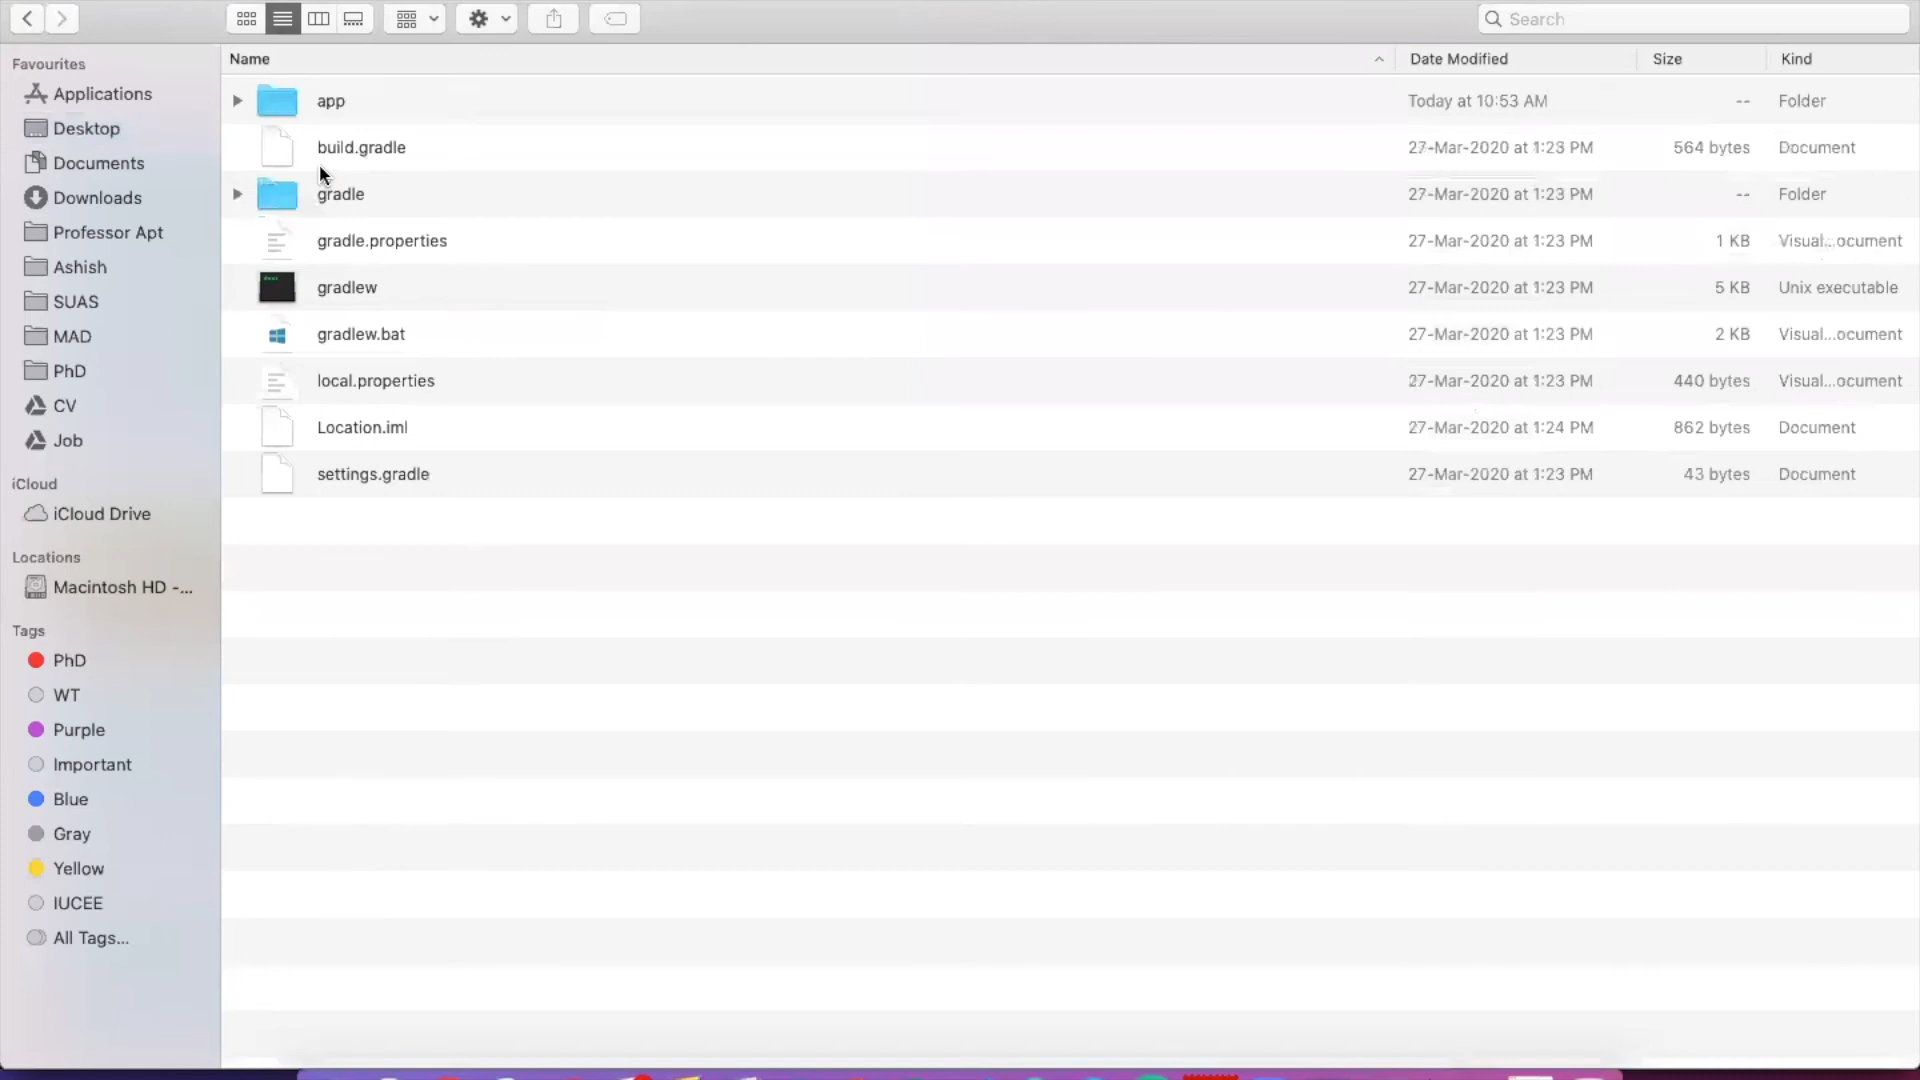 Search
Favourites
Applications
Desktop
Documents
Downloads
Professor Apt
Ashish
SUAS
MAD
PhD
CV
Job
iCloud
iCloud Drive
Locations
Macintosh HD -...
Tags
PhD
WT
Purple
Important
Blue
Gray
Yellow
IUCEE
All Tags...
Name Date Modified Size Kind
app Today at 10:53 AM -- Folder
build.gradle 27-Mar-2020 at 1:23 PM 564 bytes Document
gradle 27-Mar-2020 at 1:23 PM -- Folder
gradle.properties 27-Mar-2020 at 1:23 PM 1 KB Visual...ocument
gradlew 27-Mar-2020 at 1:23 PM 5 KB Unix executable
gradlew.bat 27-Mar-2020 at 1:23 PM 2 KB Visual...ocument
local.properties 27-Mar-2020 at 1:23 PM 440 bytes Visual...ocument
Location.iml 27-Mar-2020 at 1:24 PM 862 bytes Document
settings.gradle 27-Mar-2020 at 1:23 PM 43 bytes Document